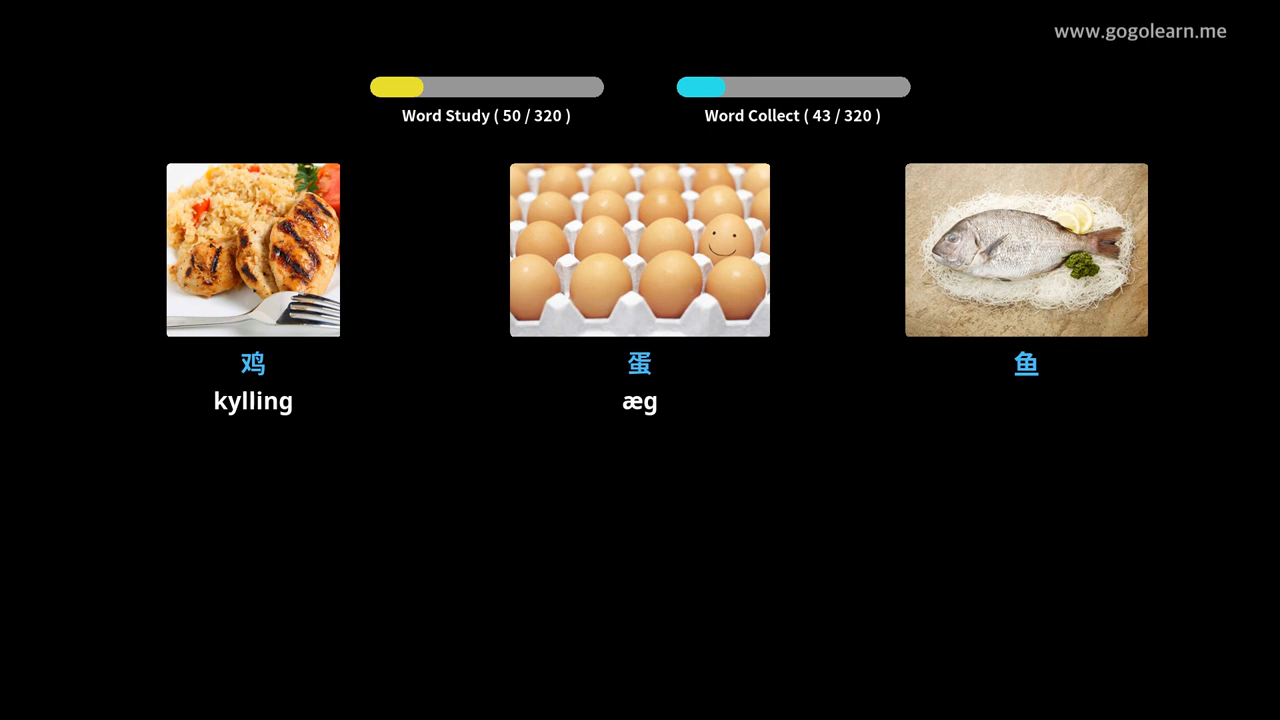 www.gogolearn.me
Word Study ( 50 / 320 )
Word Collect ( 43 / 320 )
鸡
蛋
鱼
kylling
æg